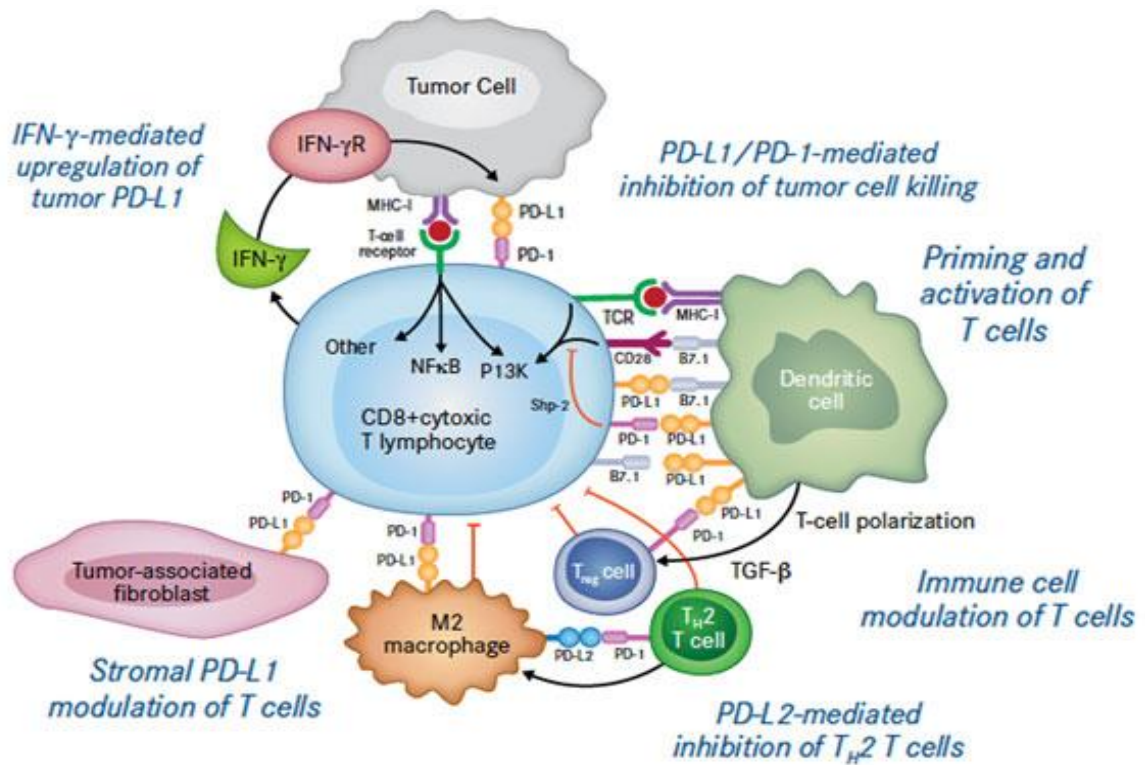 Tumor Cell
IFN-γ-mediated
upregulation of
tumor PD-L1
IFN-γR
PD-L1/PD-1-mediated
inhibition of tumor cell killing
MHC-I
T-cell
receptor
PD-L1
PD-1
IFN-γ
Priming and
activation of
T cells
TCR
MHC-I
Other
NFκB
P13K
CD28
B7.1
Dendritic
cell
Shp-2
PD-L1
B7.1
CD8+cytoxic
T lymphocyte
PD-1
PD-L1
B7.1
PD-L1
PD-1
PD-L1
PD-1
PD-L1
PD-1
PD-L1
T-cell polarization
Tumor-associated
fibroblast
Treg cell
TGF-β
Immune cell
modulation of T cells
M2
macrophage
TH2
T cell
PD-L2
PD-1
Stromal PD-L1
modulation of T cells
PD-L2-mediated
inhibition of TH2 T cells